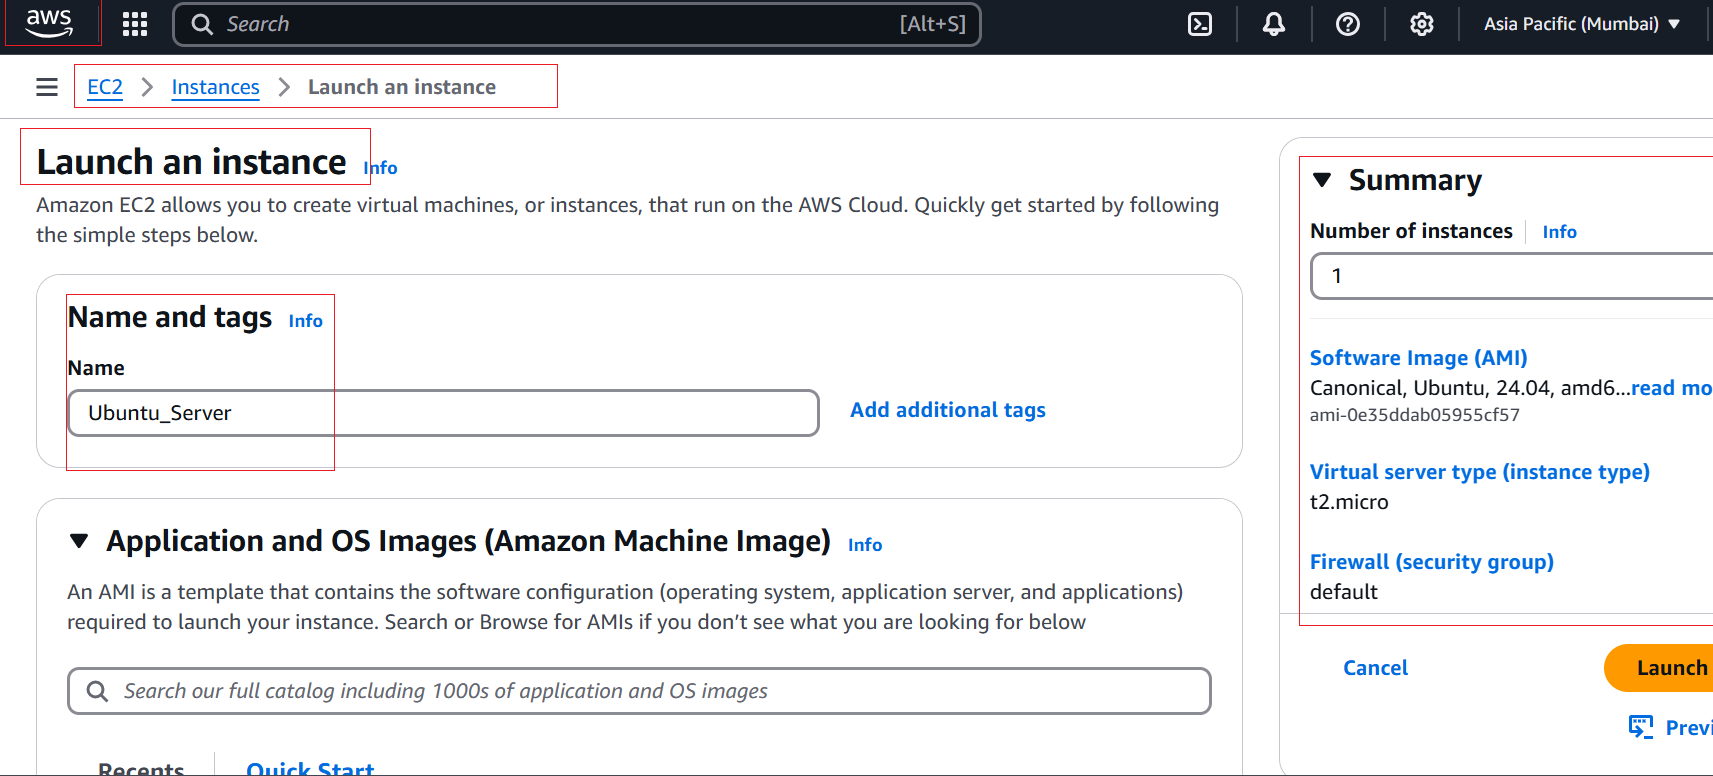 aws
Search [Alt+S]
Asia Pacific (Mumbai)
EC2 > Instances > Launch an instance
Launch an instance Info
Amazon EC2 allows you to create virtual machines, or instances, that run on the AWS Cloud. Quickly get started by following
the simple steps below.
Name and tags Info
Name
Ubuntu_Server
Add additional tags
Application and OS Images (Amazon Machine Image) Info
An AMI is a template that contains the software configuration (operating system, application server, and applications)
required to launch your instance. Search or Browse for AMIs if you don’t see what you are looking for below
Search our full catalog including 1000s of application and OS images
Recents
Quick Start
Summary
Number of instances Info
1
Software Image (AMI)
Canonical, Ubuntu, 24.04, amd6...read mo
ami-0e35ddab05955cf57
Virtual server type (instance type)
t2.micro
Firewall (security group)
default
Cancel
Launch
Previ